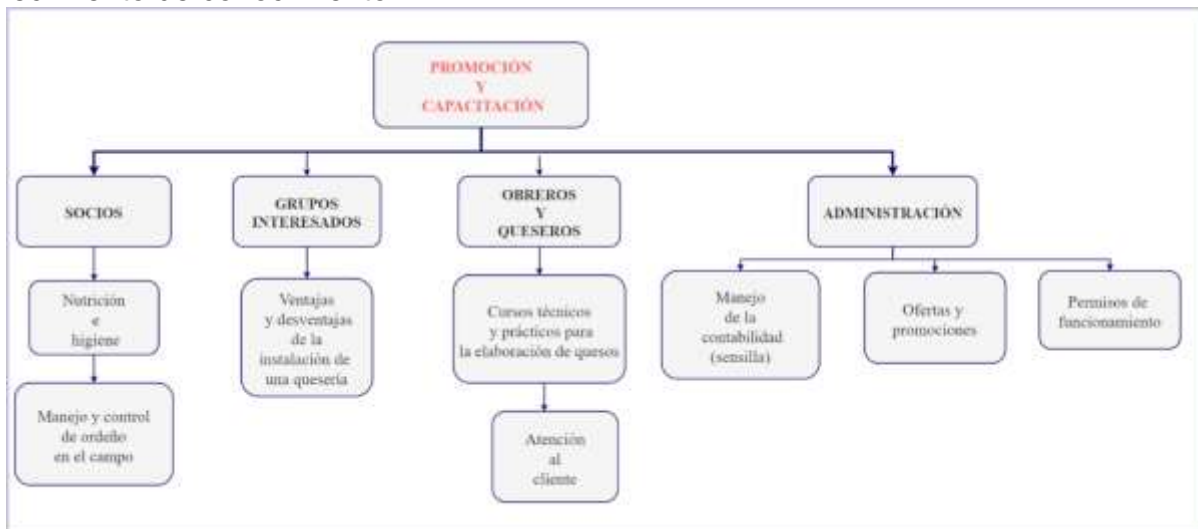 PROMOCIÓN
Y
CAPACITACIÓN
SOCIOS
GRUPOS
INTERESADOS
OBREROS
Y
QUESEROS
ADMINISTRACIÓN
Nutrición
e
higiene
Manejo y control
de ordeño
en el campo
Ventajas
y desventajas
de la
instalación de
una quesería
Cursos técnicos
y prácticos para
la elaboración de quesos
Atención
al
cliente
Manejo
de la
contabilidad
(sensilla)
Ofertas y
promociones
Permisos de
funcionamiento